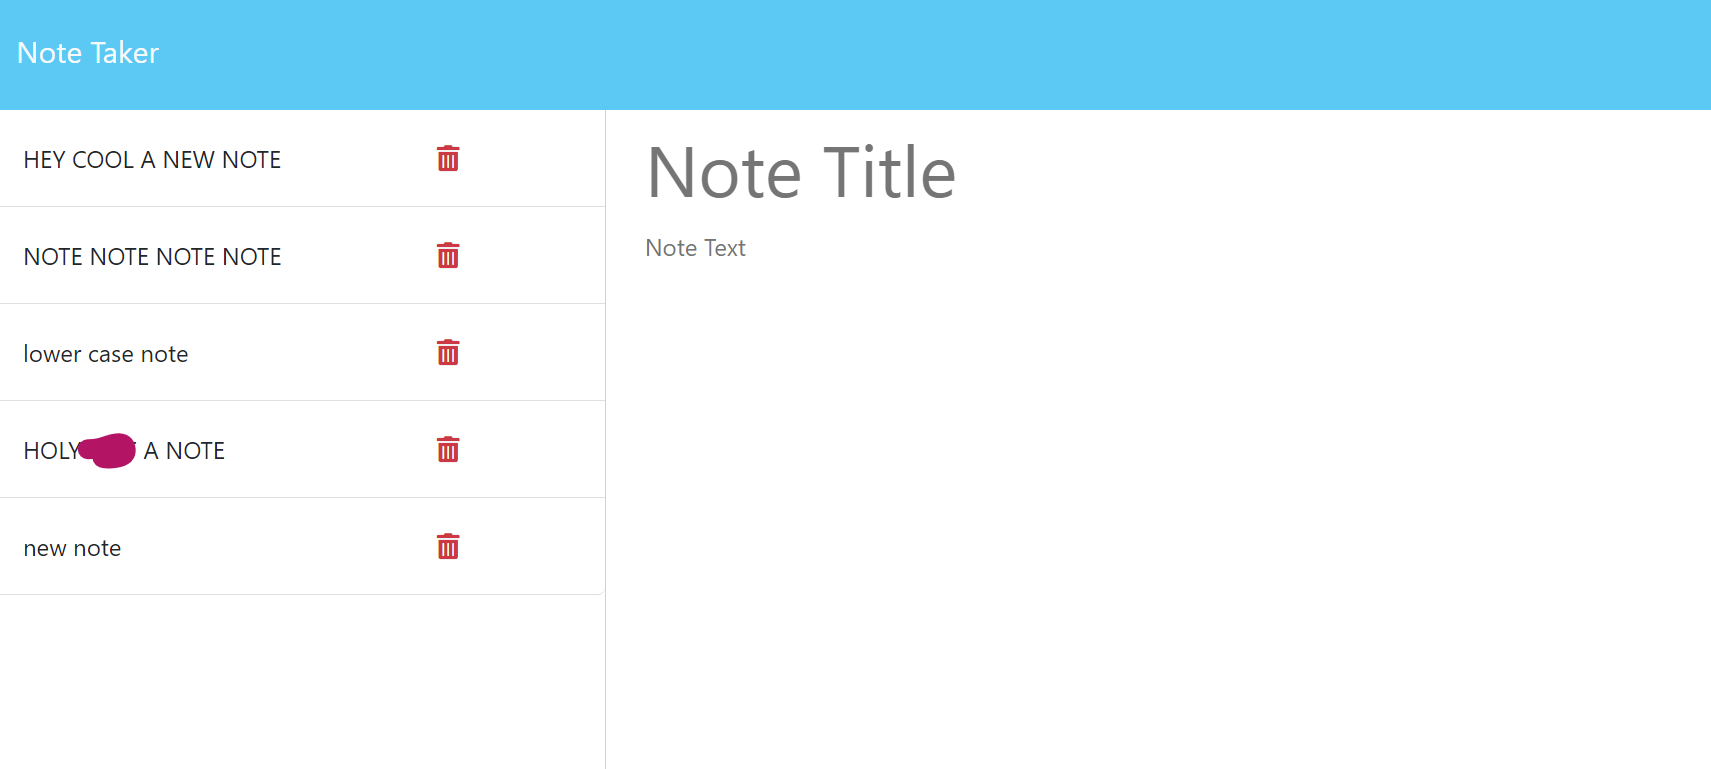 Note Taker
HEY COOL A NEW NOTE
NOTE NOTE NOTE NOTE
lower case note
HOLY A NOTE
new note
Note Title
Note Text